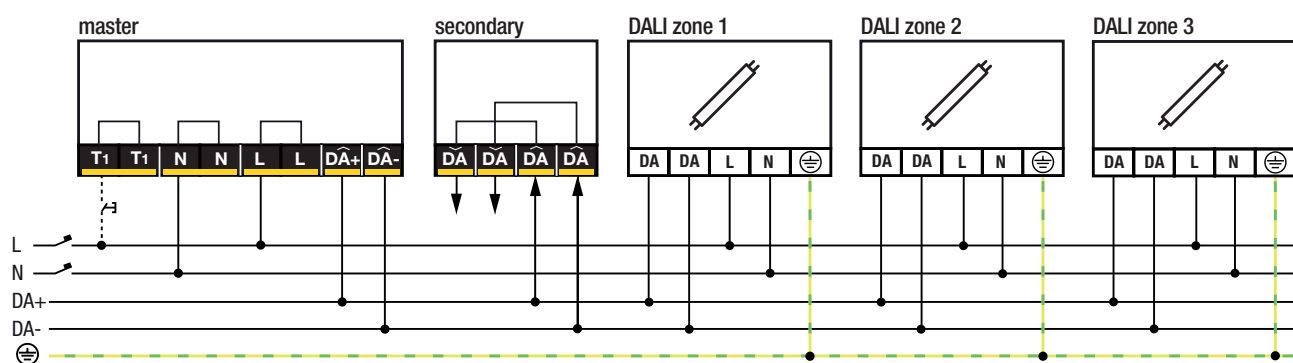 master secondary DALI zone 1 DALI zone 2 DALI zone 3
T1 T1 N N L L DA+ DA- DA DA DA DA DA DA L N DA DA L N DA DA L N
L
N
DA+
DA-